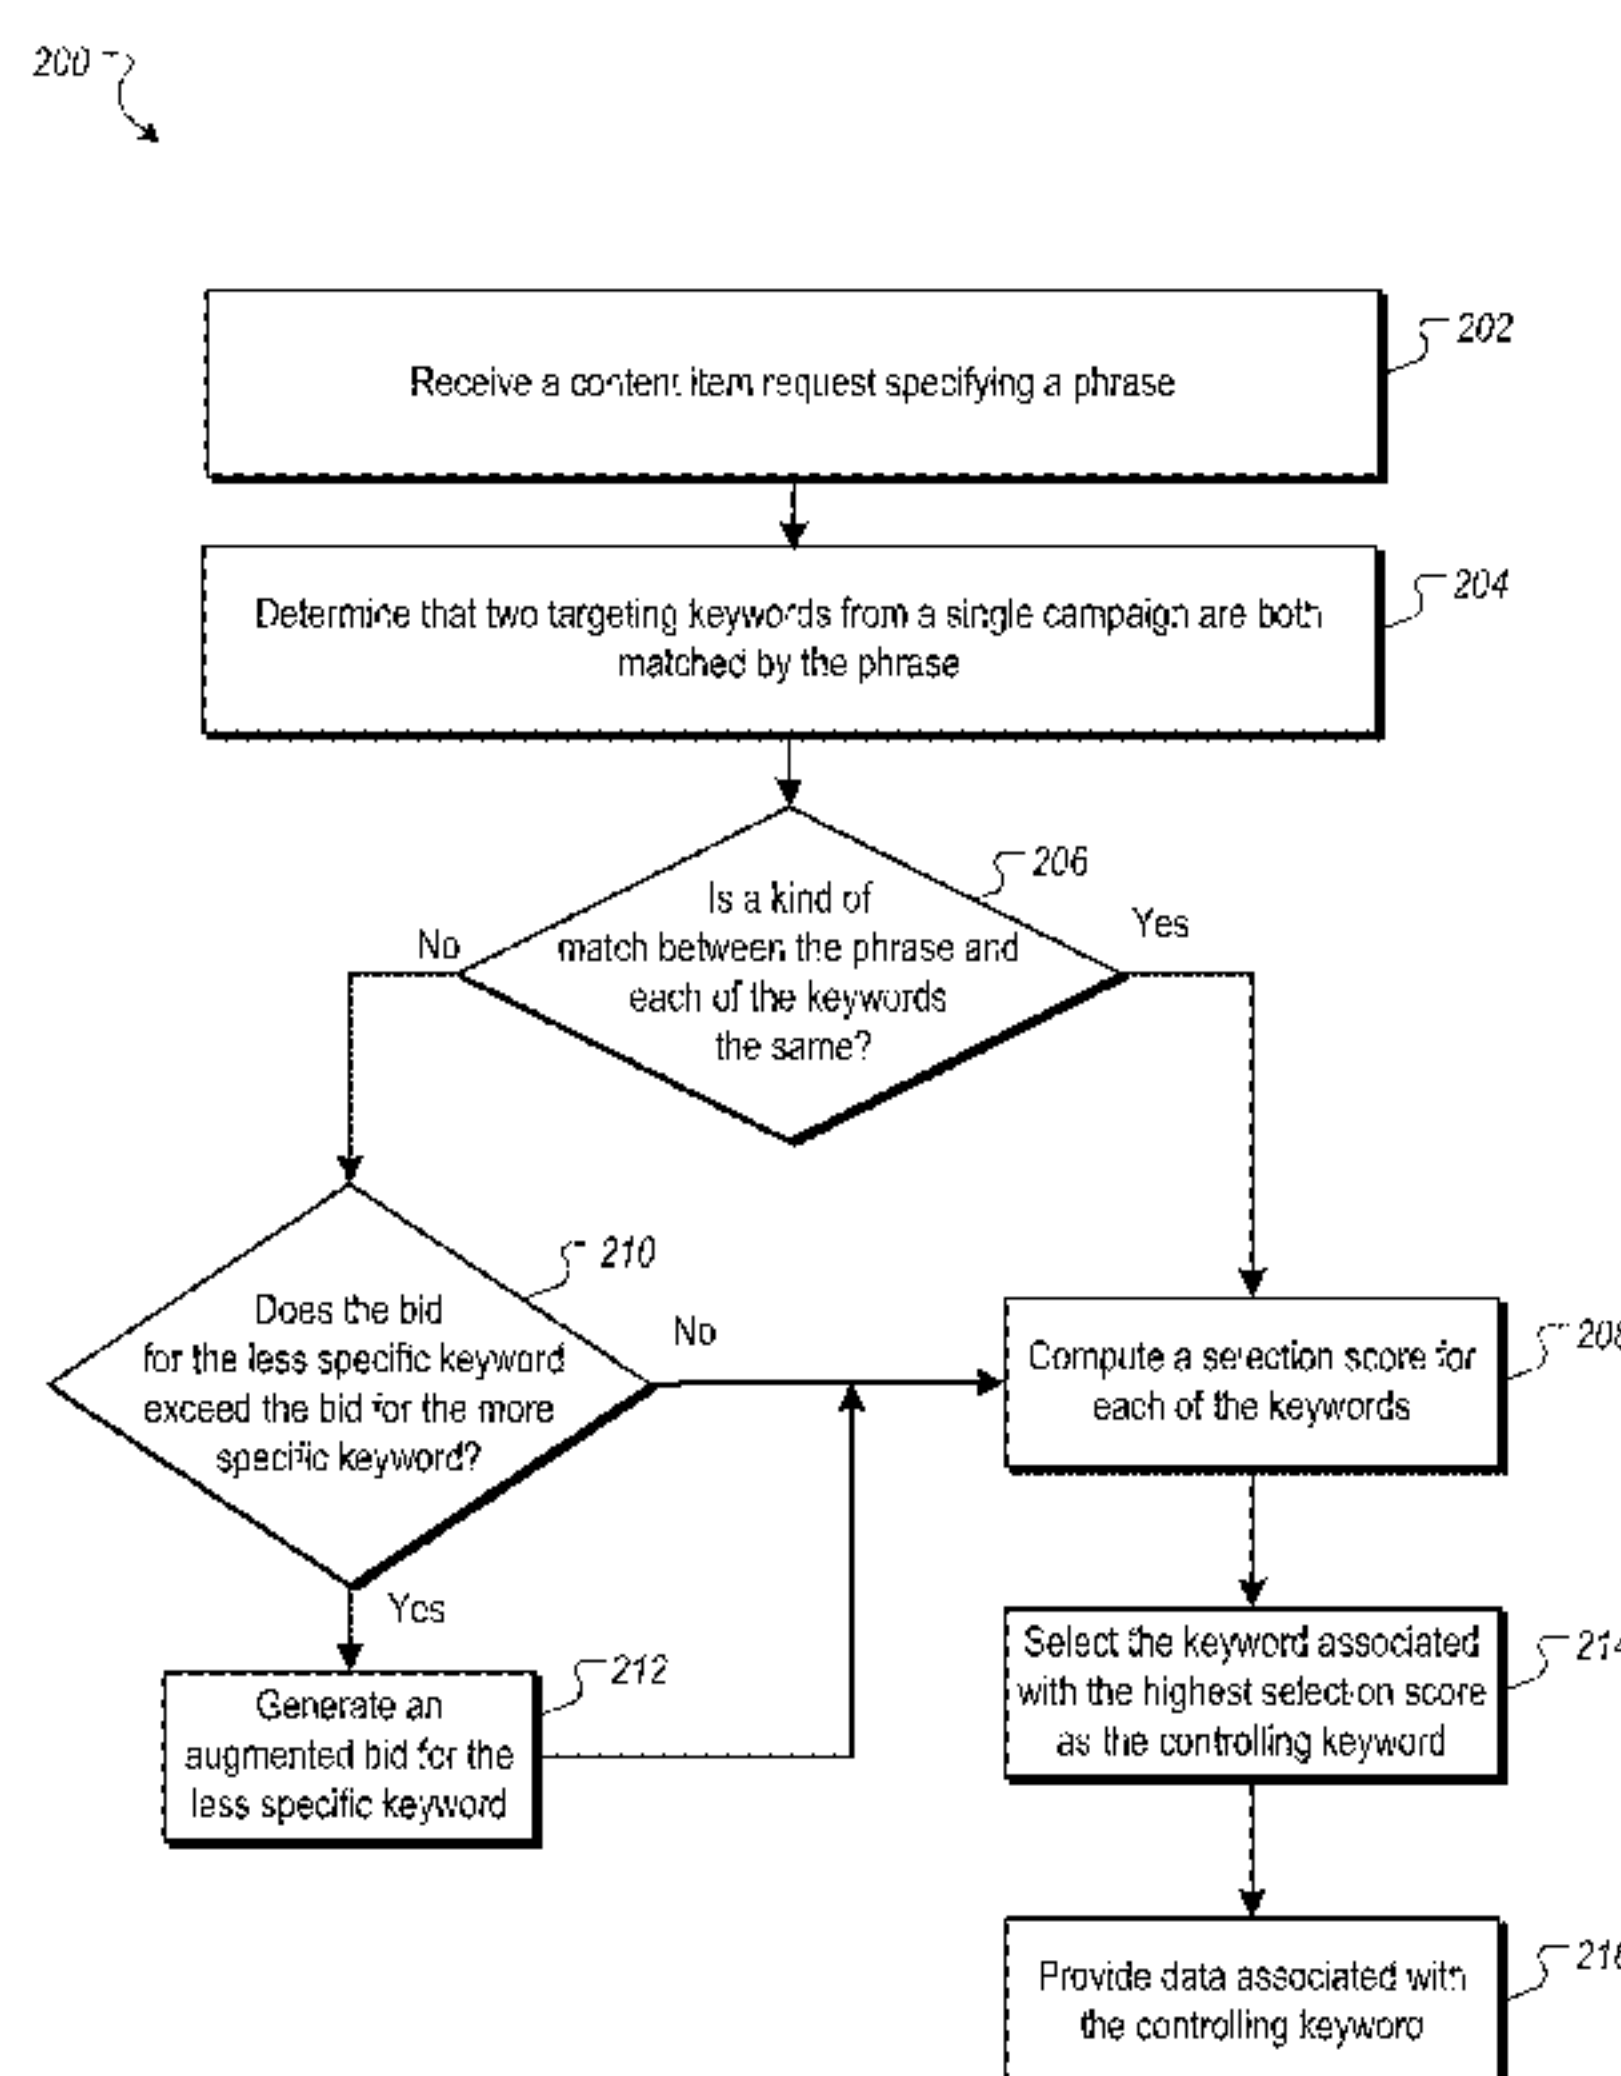 200
Receive a content item request specifying a phrase
202
Determine that two targeting keywords from a single campaign are both
matched by the phrase
204
Is a kind of
match between the phrase and
each of the keywords
the same?
206
No
Yes
Does the bid
for the less specific keyword
exceed the bid for the more
specific keyword?
210
No
Yes
Compute a selection score for
each of the keywords
208
Generate an
augmented bid for the
less specific keyword
212
Select the keyword associated
with the highest selection score
as the controlling keyword
214
Provide data associated with
the controlling keyword